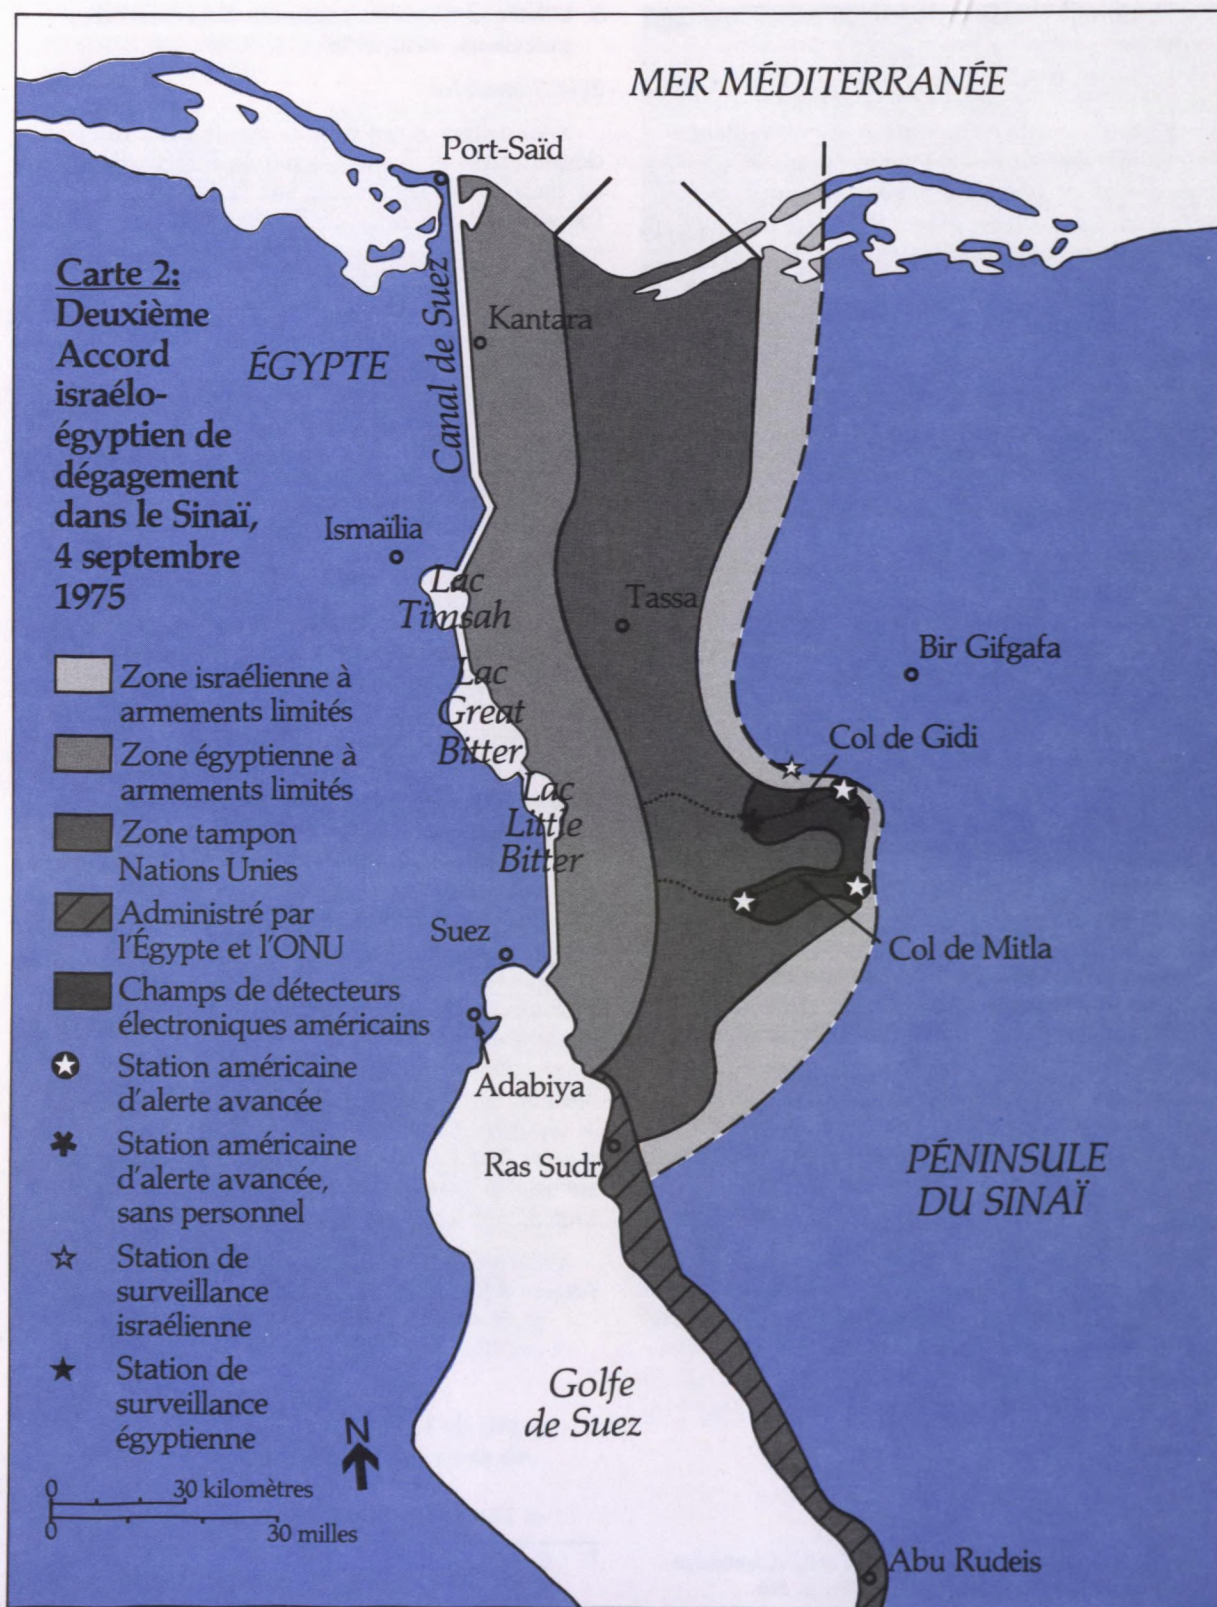 MER MÉDITERRANÉE
Port-Saïd
Carte 2:
Deuxième
Accord
israélo-
égyptien de
dégagement
dans le Sinaï,
4 septembre
1975
ÉGYPTE
Canal de Suez
Kantara
Ismaïlia
Lac
Timsah
Tassa
Bir Gifgafa
Lac
Great
Bitter
Col de Gidi
Lac
Little
Bitter
Suez
Col de Mitla
Adabiya
Ras Sudr
PÉNINSULE
DU SINAÏ
Golfe
de Suez
Abu Rudeis
Zone israélienne à
armements limités
Zone égyptienne à
armements limités
Zone tampon
Nations Unies
Administré par
l'Égypte et l'ONU
Champs de détecteurs
électroniques américains
Station américaine
d'alerte avancée
Station américaine
d'alerte avancée,
sans personnel
Station de
surveillance
israélienne
Station de
surveillance
égyptienne
N
0 30 kilomètres
0 30 milles